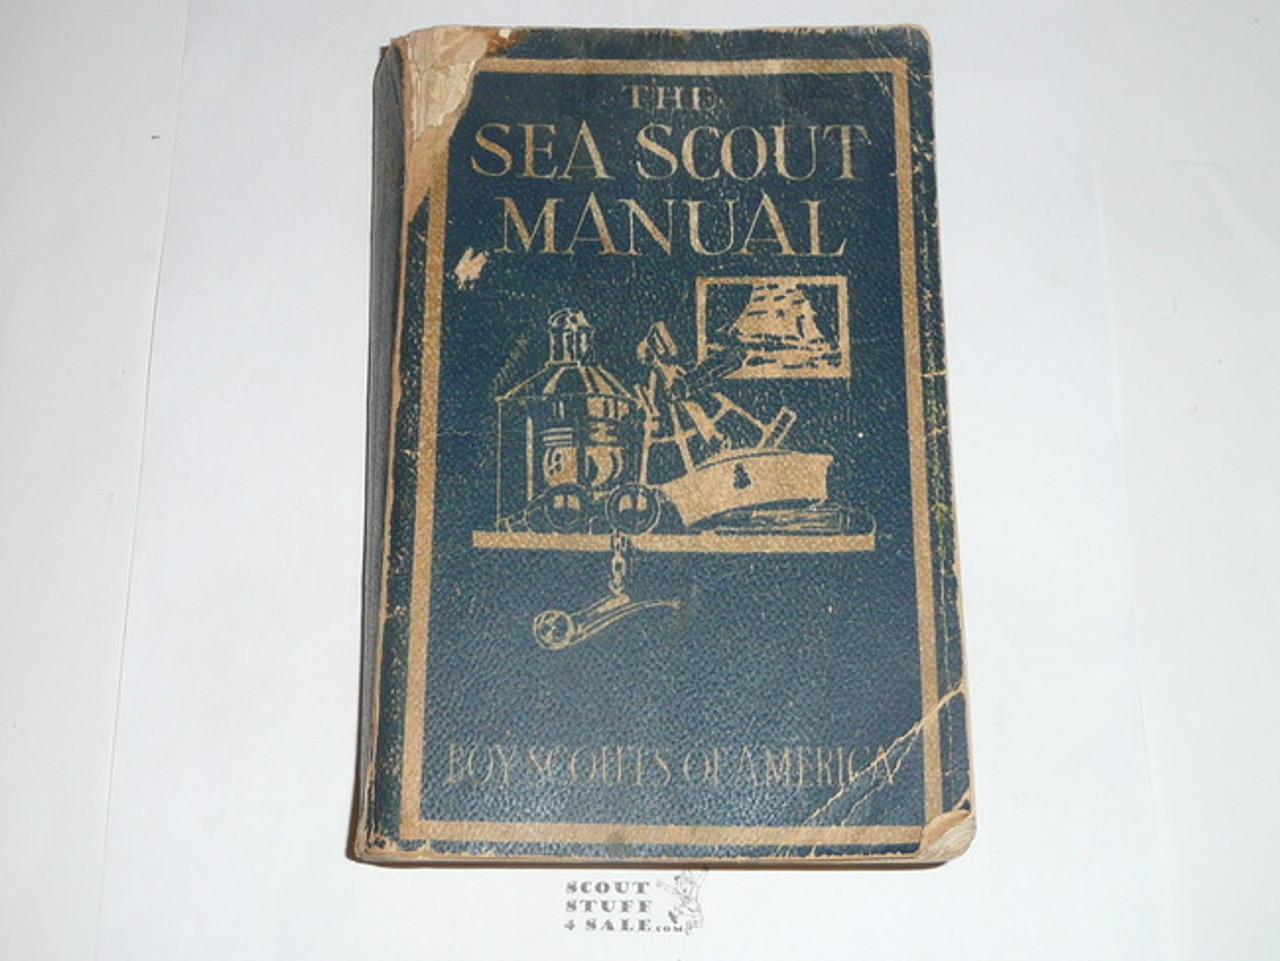 THE
SEA SCOUT
MANUAL
BOY SCOUTS OF AMERICA
SCOUT
STUFF
4 SALE.COM